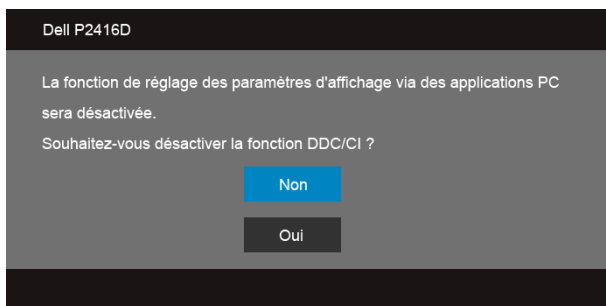 Dell P2416D
La fonction de réglage des paramètres d'affichage via des applications PC
sera désactivée.
Souhaitez-vous désactiver la fonction DDC/CI ?
Non
Oui